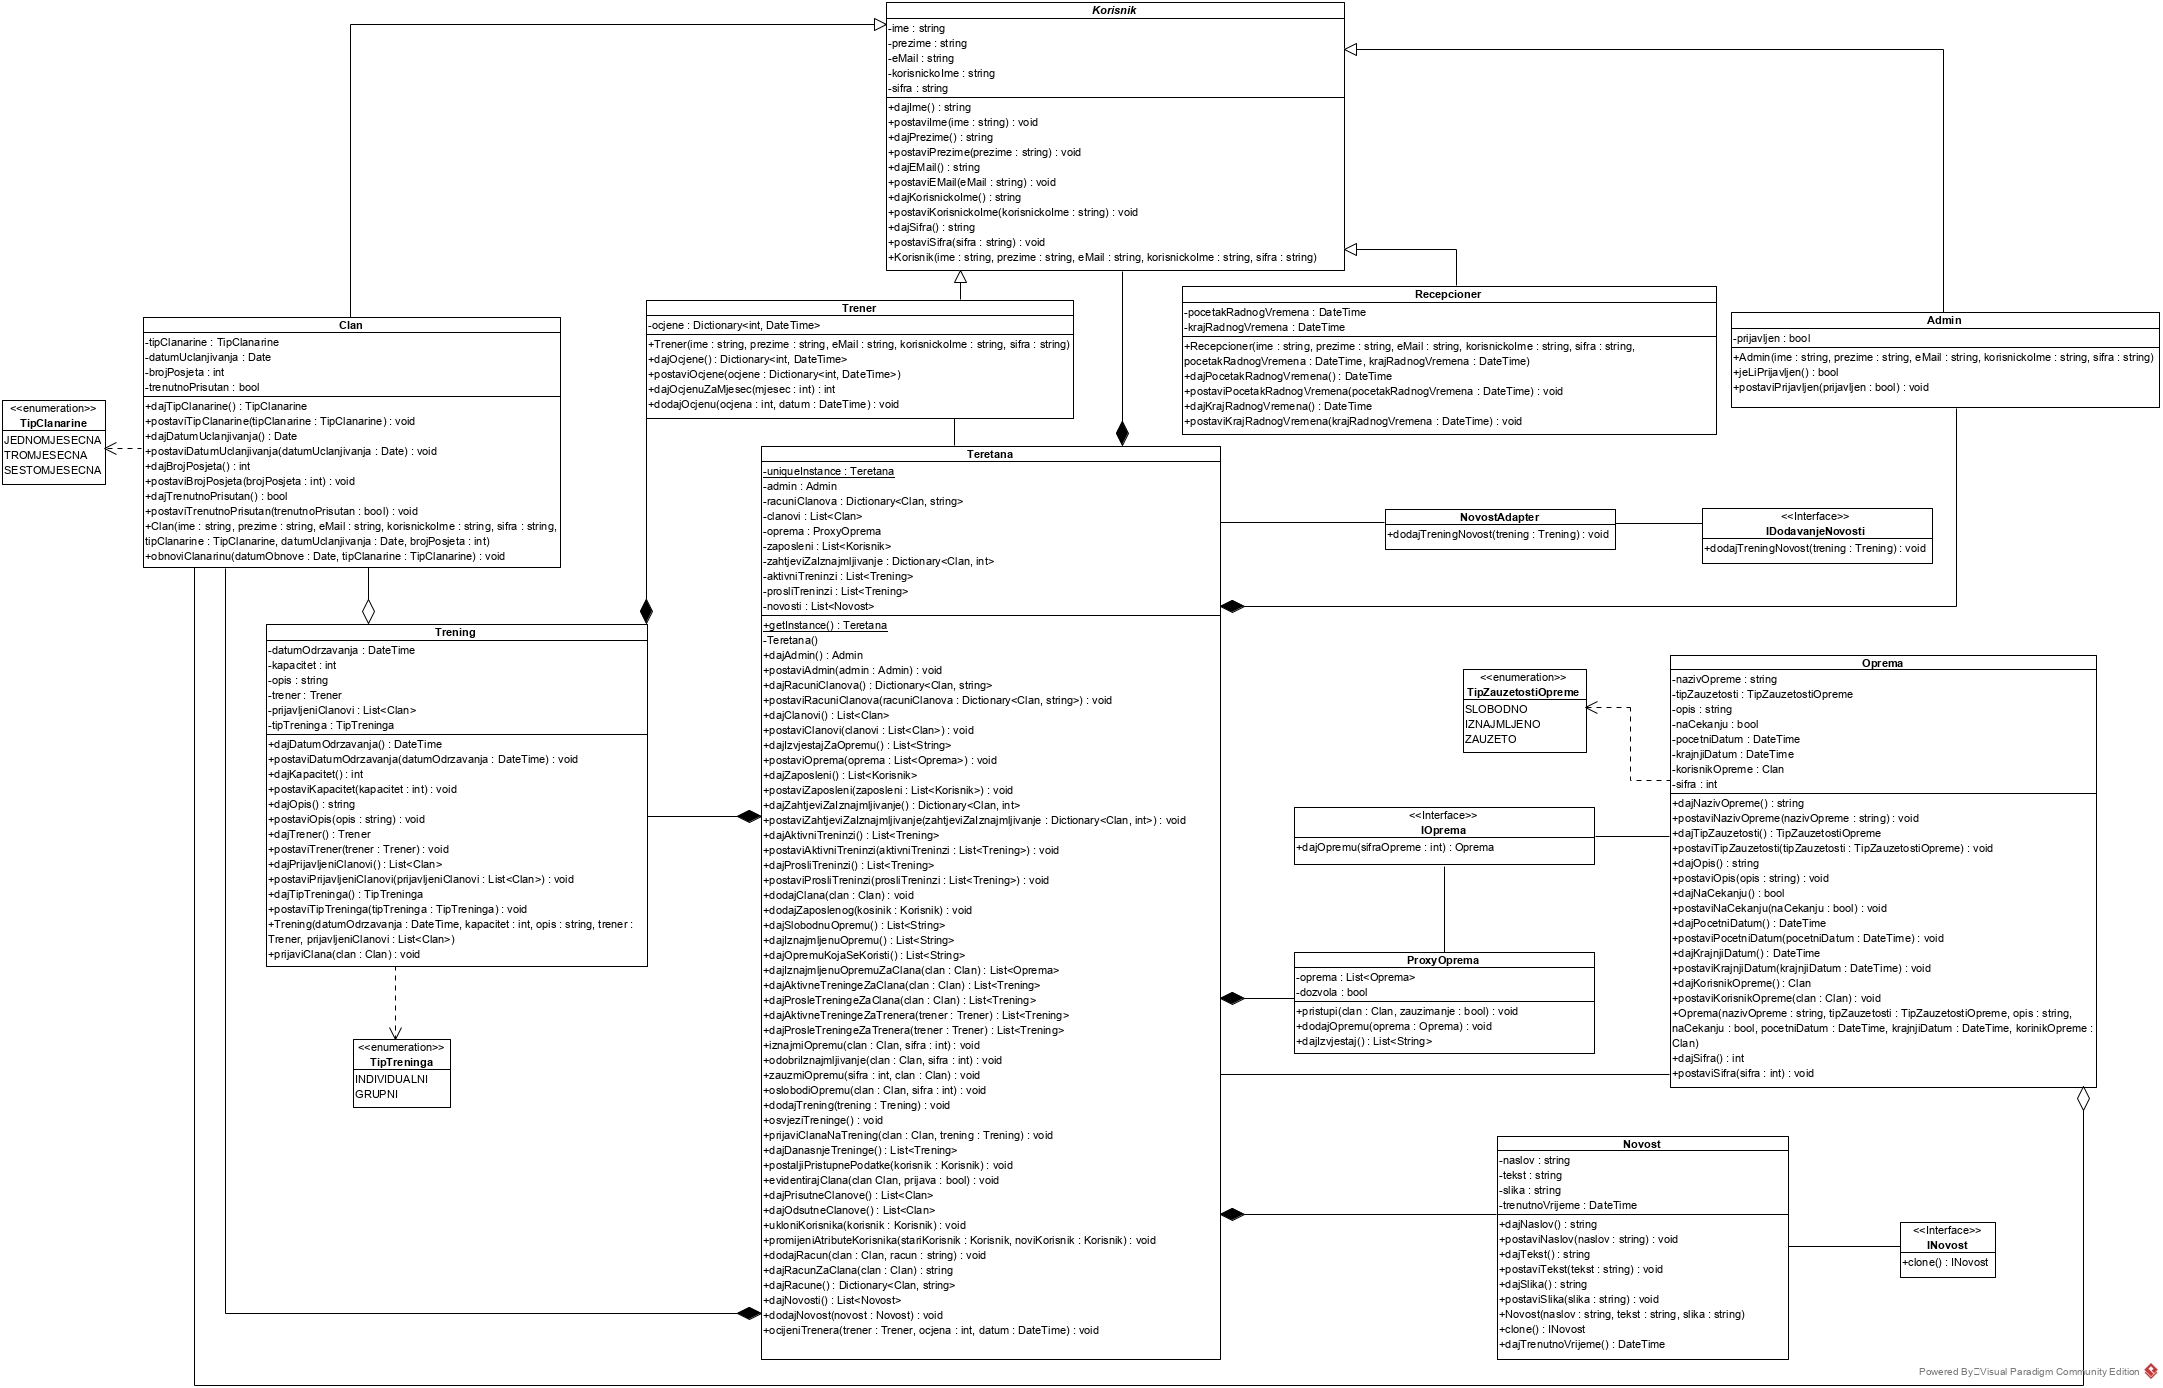 Korisnik
-ime : string
-prezime : string
-eMail : string
-korisnickoIme : string
-sifra : string
+dajIme() : string
+postaviIme(ime : string) : void
+dajPrezime() : string
+postaviPrezime(prezime : string) : void
+dajEMail() : string
+postaviEMail(eMail : string) : void
+dajKorisnickoIme() : string
+postaviKorisnickoIme(korisnickoIme : string) : void
+dajSifra() : string
+postaviSifra(sifra : string) : void
+Korisnik(ime : string, prezime : string, eMail : string, korisnickoIme : string, sifra : string)
Clan
-tipClanarine : TipClanarine
-datumUclanjivanja : Date
-brojPosjeta : int
-trenutnoPrisutan : bool
+dajTipClanarine() : TipClanarine
+postaviTipClanarine(tipClanarine : TipClanarine) : void
+dajDatumUclanjivanja() : Date
+postaviDatumUclanjivanja(datumUclanjivanja : Date) : void
+dajBrojPosjeta() : int
+postaviBrojPosjeta(brojPosjeta : int) : void
+dajTrenutnoPrisutan() : bool
+postaviTrenutnoPrisutan(trenutnoPrisutan : bool) : void
+Clan(ime : string, prezime : string, eMail : string, korisnickoIme : string, sifra : string,
tipClanarine : TipClanarine, datumUclanjivanja : Date, brojPosjeta : int)
+obnoviClanarinu(datumObnove : Date, tipClanarine : TipClanarine) : void
<<enumeration>>
TipClanarine
JEDNOMJESECNA
TROMJESECNA
SESTOMJESECNA
Trener
-ocjene : Dictionary<int, DateTime>
+Trener(ime : string, prezime : string, eMail : string, korisnickoIme : string, sifra : string)
+dajOcjene() : Dictionary<int, DateTime>
+postaviOcjene(ocjene : Dictionary<int, DateTime>)
+dajOcjenuZaMjesec(mjesec : int) : int
+dodajOcjenu(ocjena : int, datum : DateTime) : void
Recepcioner
-pocetakRadnogVremena : DateTime
-krajRadnogVremena : DateTime
+Recepcioner(ime : string, prezime : string, eMail : string, korisnickoIme : string, sifra : string,
pocetakRadnogVremena : DateTime, krajRadnogVremena : DateTime)
+dajPocetakRadnogVremena() : DateTime
+postaviPocetakRadnogVremena(pocetakRadnogVremena : DateTime) : void
+dajKrajRadnogVremena() : DateTime
+postaviKrajRadnogVremena(krajRadnogVremena : DateTime) : void
Admin
-prijavljen : bool
+Admin(ime : string, prezime : string, eMail : string, korisnickoIme : string, sifra : string)
+jeLiPrijavljen() : bool
+postaviPrijavljen(prijavljen : bool) : void
Teretana
-uniqueInstance : Teretana
-admin : Admin
-racuniClanova : Dictionary<Clan, string>
-clanovi : List<Clan>
-oprema : ProxyOprema
-zaposleni : List<Korisnik>
-zahtjeviZaIznajmljivanje : Dictionary<Clan, int>
-aktivniTreninzi : List<Trening>
-prosliTreninzi : List<Trening>
-novosti : List<Novost>
+getInstance() : Teretana
-Teretana()
+dajAdmin() : Admin
+postaviAdmin(admin : Admin) : void
+dajRacuniClanova() : Dictionary<Clan, string>
+postaviRacuniClanova(racuniClanova : Dictionary<Clan, string>) : void
+dajClanovi() : List<Clan>
+postaviClanovi(clanovi : List<Clan>) : void
+dajIzvjestajZaOpremu() : List<String>
+postaviOprema(oprema : List<Oprema>) : void
+dajZaposleni() : List<Korisnik>
+postaviZaposleni(zaposleni : List<Korisnik>) : void
+dajZahtjeviZaIznajmljivanje() : Dictionary<Clan, int>
+postaviZahtjeviZaIznajmljivanje(zahtjeviZaIznajmljivanje : Dictionary<Clan, int>) : void
+dajAktivniTreninzi() : List<Trening>
+postaviAktivniTreninzi(aktivniTreninzi : List<Trening>) : void
+dajProsliTreninzi() : List<Trening>
+postaviProsliTreninzi(prosliTreninzi : List<Trening>) : void
+dodajClana(clan : Clan) : void
+dodajZaposlenog(kosinik : Korisnik) : void
+dajSlobodnuOpremu() : List<String>
+dajIznajmljenuOpremu() : List<String>
+dajOpremuKojaSeKoristi() : List<String>
+dajIznajmljenuOpremuZaClana(clan : Clan) : List<Oprema>
+dajAktivneTreningeZaClana(clan : Clan) : List<Trening>
+dajProsleTreningeZaClana(clan : Clan) : List<Trening>
+dajAktivneTreningeZaTrenera(trener : Trener) : List<Trening>
+dajProsleTreningeZaTrenera(trener : Trener) : List<Trening>
+iznajmiOpremu(clan : Clan, sifra : int) : void
+odobriIznajmljivanje(clan : Clan, sifra : int) : void
+zauzmiOpremu(sifra : int, clan : Clan) : void
+oslobodiOpremu(clan : Clan, sifra : int) : void
+dodajTrening(trening : Trening) : void
+osvjeziTreninge() : void
+prijaviClanaNaTrening(clan : Clan, trening : Trening) : void
+dajDanasnjeTreninge() : List<Trening>
+postaljiPristupnePodatke(korisnik : Korisnik) : void
+evidentirajClana(clan Clan, prijava : bool) : void
+dajPrisutneClanove() : List<Clan>
+dajOdsutneClanove() : List<Clan>
+ukloniKorisnika(korisnik : Korisnik) : void
+promijeniAtributeKorisnika(stariKorisnik : Korisnik, noviKorisnik : Korisnik) : void
+dodajRacun(clan : Clan, racun : string) : void
+dajRacunZaClana(clan : Clan) : string
+dajRacune() : Dictionary<Clan, string>
+dajNovosti() : List<Novost>
+dodajNovost(novost : Novost) : void
+ocijeniTrenera(trener : Trener, ocjena : int, datum : DateTime) : void
NovostAdapter
+dodajTreningNovost(trening : Trening) : void
<<Interface>>
IDodavanjeNovosti
+dodajTreningNovost(trening : Trening) : void
Trening
-datumOdrzavanja : DateTime
-kapacitet : int
-opis : string
-trener : Trener
-prijavljeniClanovi : List<Clan>
-tipTreninga : TipTreninga
+dajDatumOdrzavanja() : DateTime
+postaviDatumOdrzavanja(datumOdrzavanja : DateTime) : void
+dajKapacitet() : int
+postaviKapacitet(kapacitet : int) : void
+dajOpis() : string
+postaviOpis(opis : string) : void
+dajTrener() : Trener
+postaviTrener(trener : Trener) : void
+dajPrijavljeniClanovi() : List<Clan>
+postaviPrijavljeniClanovi(prijavljeniClanovi : List<Clan>) : void
+dajTipTreninga() : TipTreninga
+postaviTipTreninga(tipTreninga : TipTreninga) : void
+Trening(datumOdrzavanja : DateTime, kapacitet : int, opis : string, trener :
Trener, prijavljeniClanovi : List<Clan>)
+prijaviClana(clan : Clan) : void
<<enumeration>>
TipTreninga
INDIVIDUALNI
GRUPNI
<<enumeration>>
TipZauzetostiOpreme
SLOBODNO
IZNAJMLJENO
ZAUZETO
Oprema
-nazivOpreme : string
-tipZauzetosti : TipZauzetostiOpreme
-opis : string
-naCekanju : bool
-pocetniDatum : DateTime
-krajnjiDatum : DateTime
-korisnikOpreme : Clan
-sifra : int
+dajNazivOpreme() : string
+postaviNazivOpreme(nazivOpreme : string) : void
+dajTipZauzetosti() : TipZauzetostiOpreme
+postaviTipZauzetosti(tipZauzetosti : TipZauzetostiOpreme) : void
+dajOpis() : string
+postaviOpis(opis : string) : void
+dajNaCekanju() : bool
+postaviNaCekanju(naCekanju : bool) : void
+dajPocetniDatum() : DateTime
+postaviPocetniDatum(pocetniDatum : DateTime) : void
+dajKrajnjiDatum() : DateTime
+postaviKrajnjiDatum(krajnjiDatum : DateTime) : void
+dajKorisnikOpreme() : Clan
+postaviKorisnikOpreme(clan : Clan) : void
+Oprema(nazivOpreme : string, tipZauzetosti : TipZauzetostiOpreme, opis : string,
naCekanju : bool, pocetniDatum : DateTime, krajnjiDatum : DateTime, korinikOpreme :
Clan)
+dajSifra() : int
+postaviSifra(sifra : int) : void
<<Interface>>
IOprema
+dajOpremu(sifraOpreme : int) : Oprema
ProxyOprema
-oprema : List<Oprema>
-dozvola : bool
+pristupi(clan : Clan, zauzimanje : bool) : void
+dodajOpremu(oprema : Oprema) : void
+dajIzvjestaj() : List<String>
Novost
-naslov : string
-tekst : string
-slika : string
-trenutnoVrijeme : DateTime
+dajNaslov() : string
+postaviNaslov(naslov : string) : void
+dajTekst() : string
+postaviTekst(tekst : string) : void
+dajSlika() : string
+postaviSlika(slika : string) : void
+Novost(naslov : string, tekst : string, slika : string)
+clone() : INovost
+dajTrenutnoVrijeme() : DateTime
<<Interface>>
INovost
+clone() : INovost
Powered By Visual Paradigm Community Edition